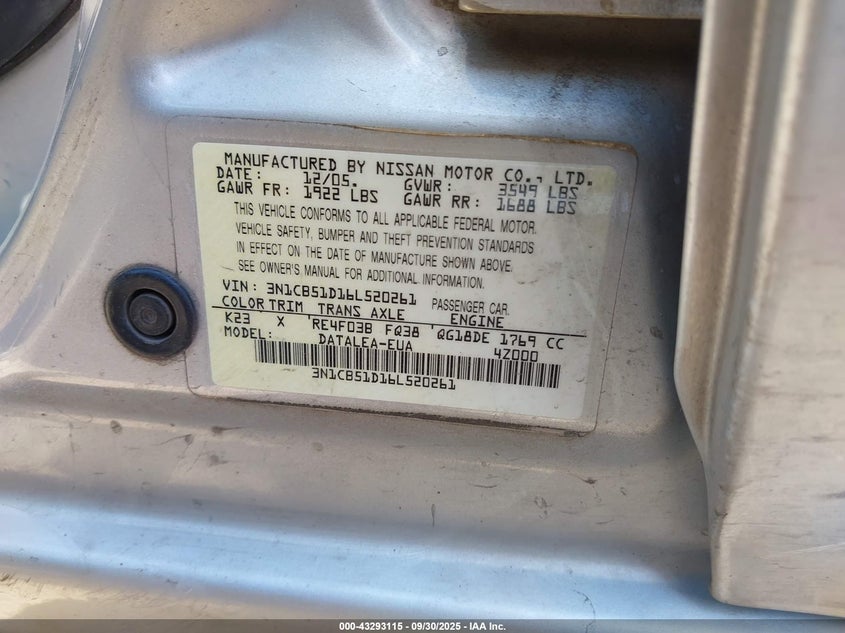 MANUFACTURED BY NISSAN MOTOR CO., LTD.
DATE: 12/05. GVWR: 3549 LBS
GAWR FR: 1922 LBS GAWR RR: 1688 LBS
THIS VEHICLE CONFORMS TO ALL APPLICABLE FEDERAL MOTOR
VEHICLE SAFETY, BUMPER AND THEFT PREVENTION STANDARDS
IN EFFECT ON THE DATE OF MANUFACTURE SHOWN ABOVE.
SEE OWNER'S MANUAL FOR ADDITIONAL INFORMATION.
VIN: 3N1CB51D16L520261 PASSENGER CAR
COLOR TRIM TRANS AXLE ENGINE
K23 X RE4F03B FQ38 QG18DE 1769 CC
MODEL: DATALEA-EUA 4Z000
3N1CB51D16L520261
000-43293115 - 09/30/2025 - IAA Inc.